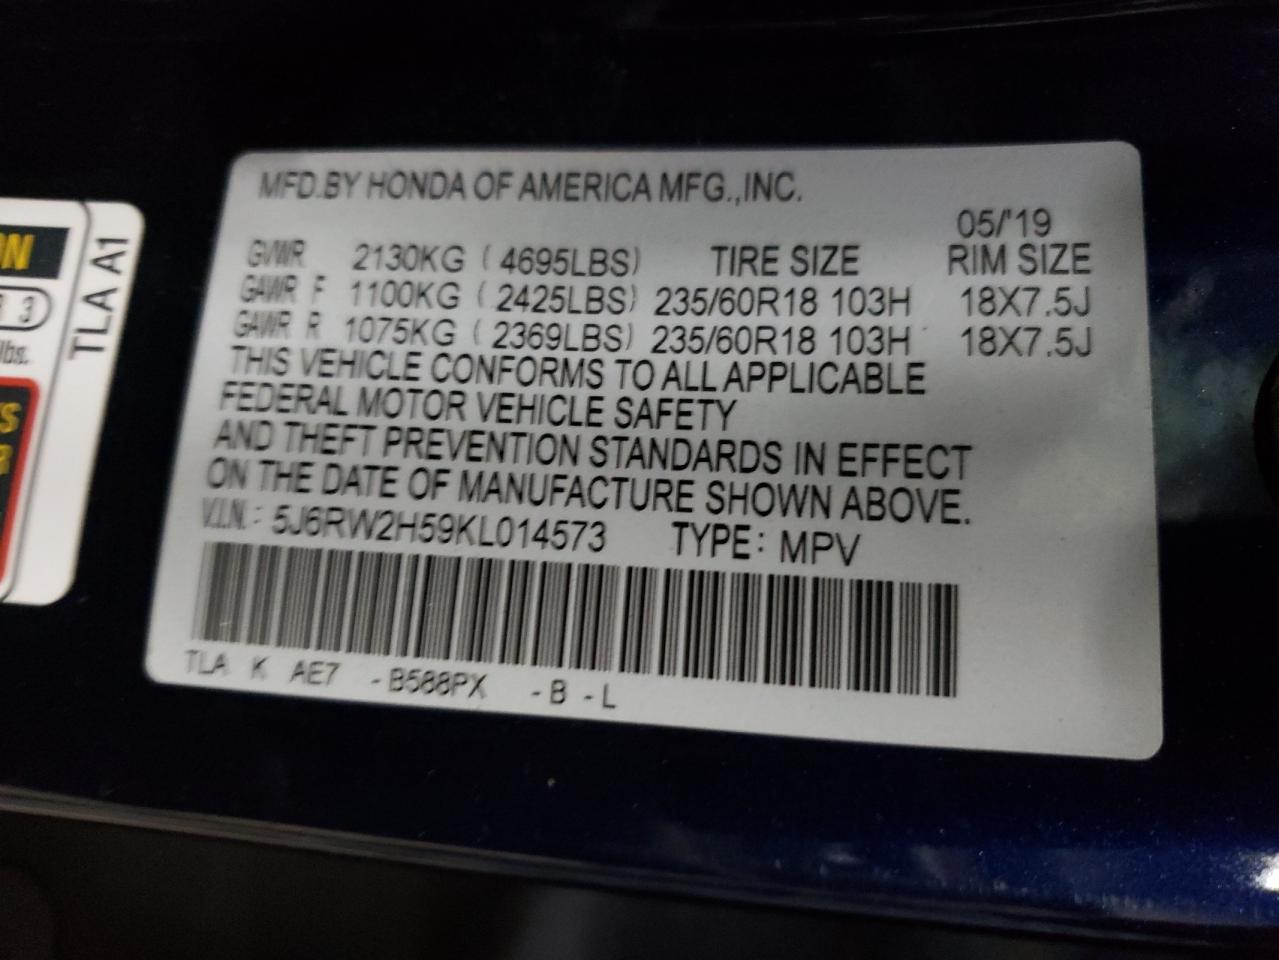 MFD.BY HONDA OF AMERICA MFG.,INC.
05/'19
GVWR 2130KG ( 4695LBS) TIRE SIZE RIM SIZE
GAWR F 1100KG ( 2425LBS) 235/60R18 103H 18X7.5J
GAWR R 1075KG ( 2369LBS) 235/60R18 103H 18X7.5J
THIS VEHICLE CONFORMS TO ALL APPLICABLE
FEDERAL MOTOR VEHICLE SAFETY
AND THEFT PREVENTION STANDARDS IN EFFECT
ON THE DATE OF MANUFACTURE SHOWN ABOVE.
V.I.N.: 5J6RW2H59KL014573 TYPE: MPV
TLA K AE7 -B588PX -B -L
TLA A1
3
lbs.